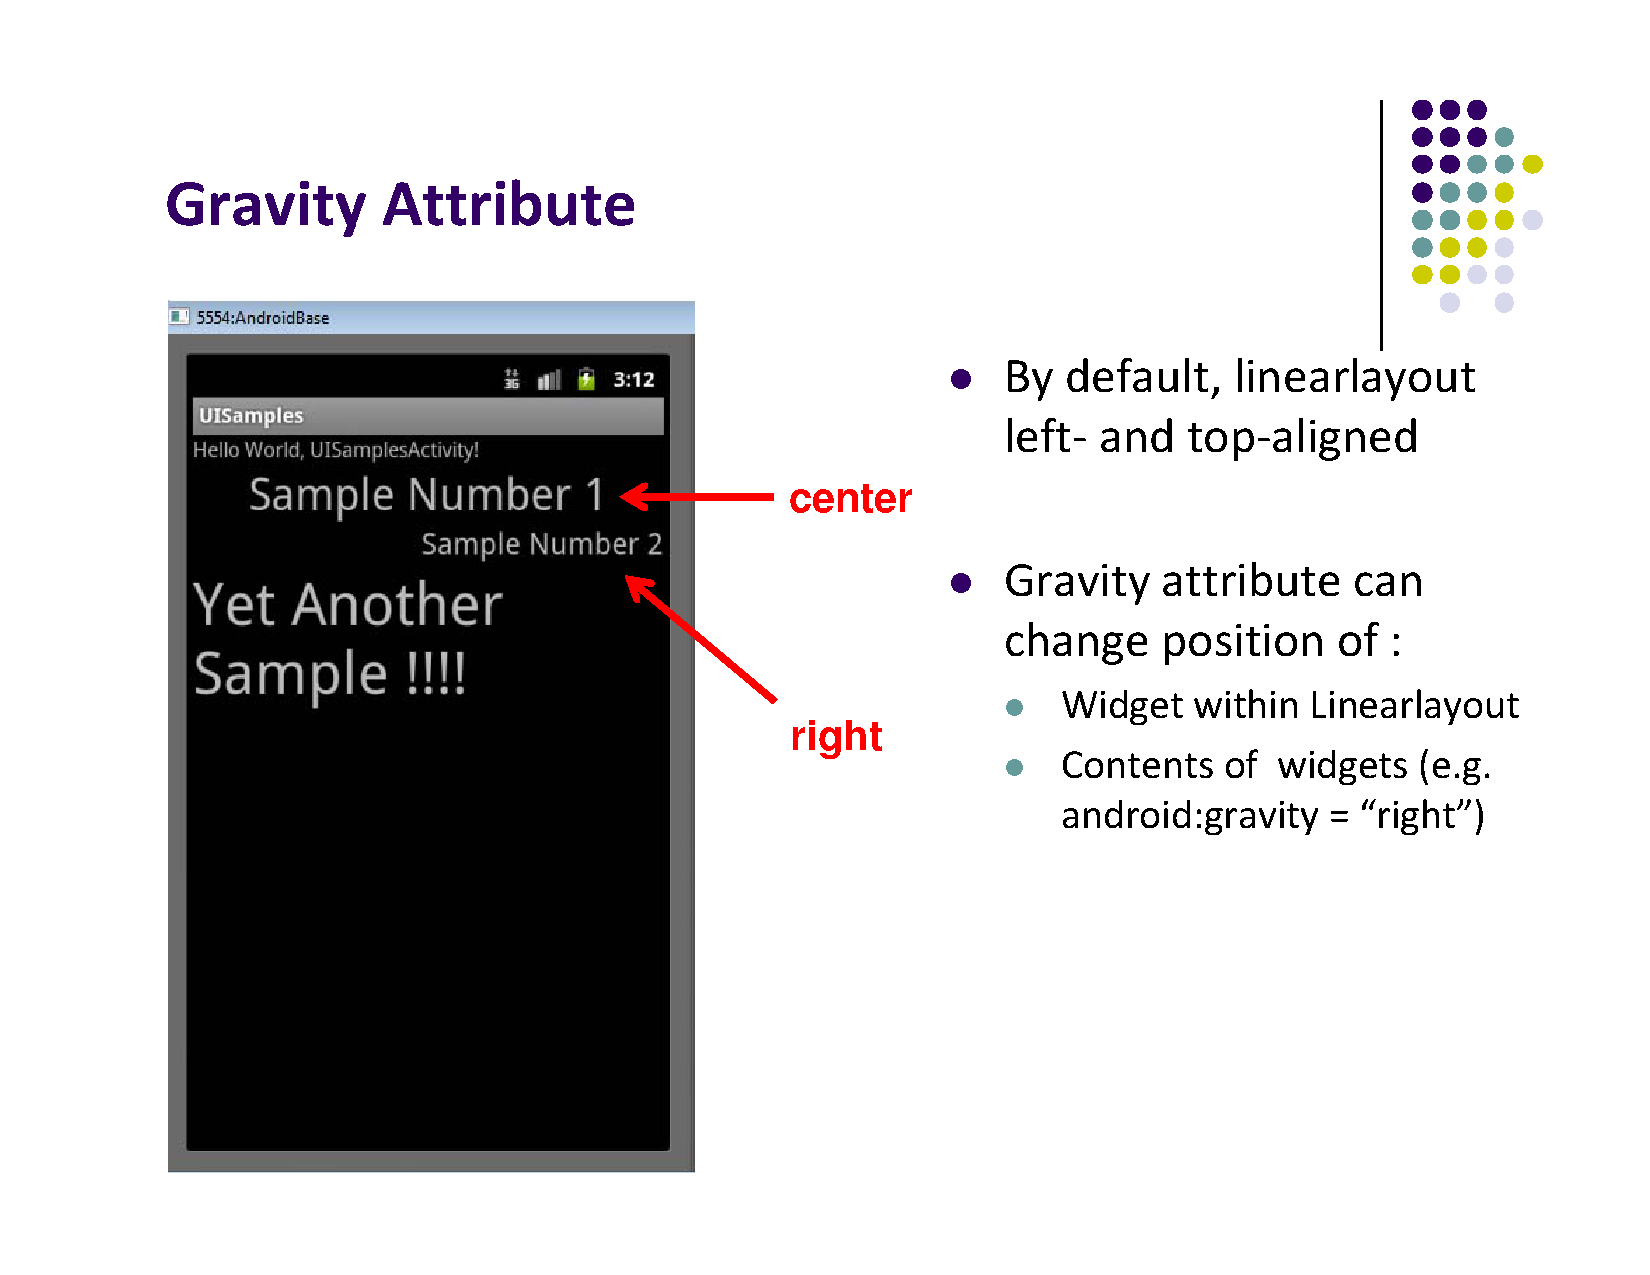 Gravity Attribute
5554:AndroidBase
3G 3:12
UISamples
Hello World, UISamplesActivity!
Sample Number 1
Sample Number 2
Yet Another
Sample !!!!
center
right
By default, linearlayout
left- and top-aligned
Gravity attribute can
change position of :
Widget within Linearlayout
Contents of widgets (e.g.
android:gravity = “right”)